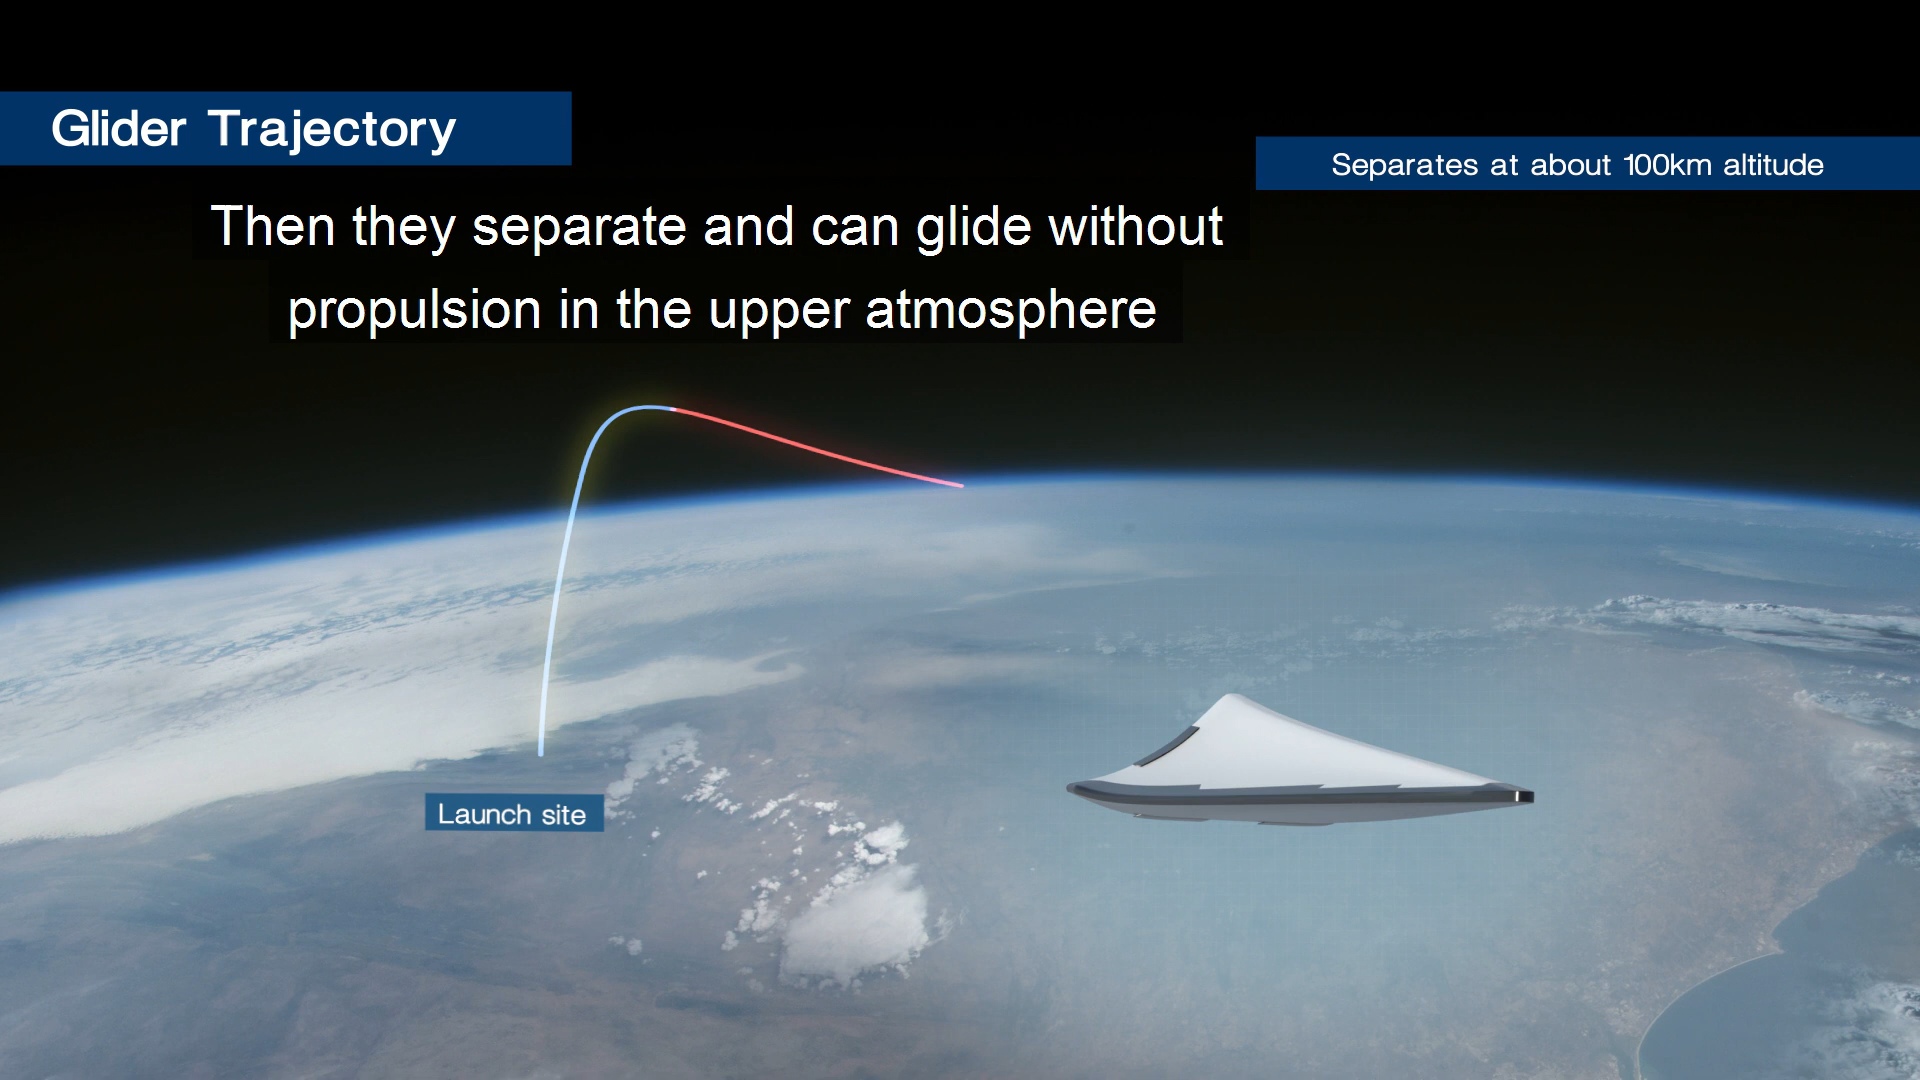 Glider Trajectory
Separates at about 100km altitude
Then they separate and can glide without
propulsion in the upper atmosphere
Launch site